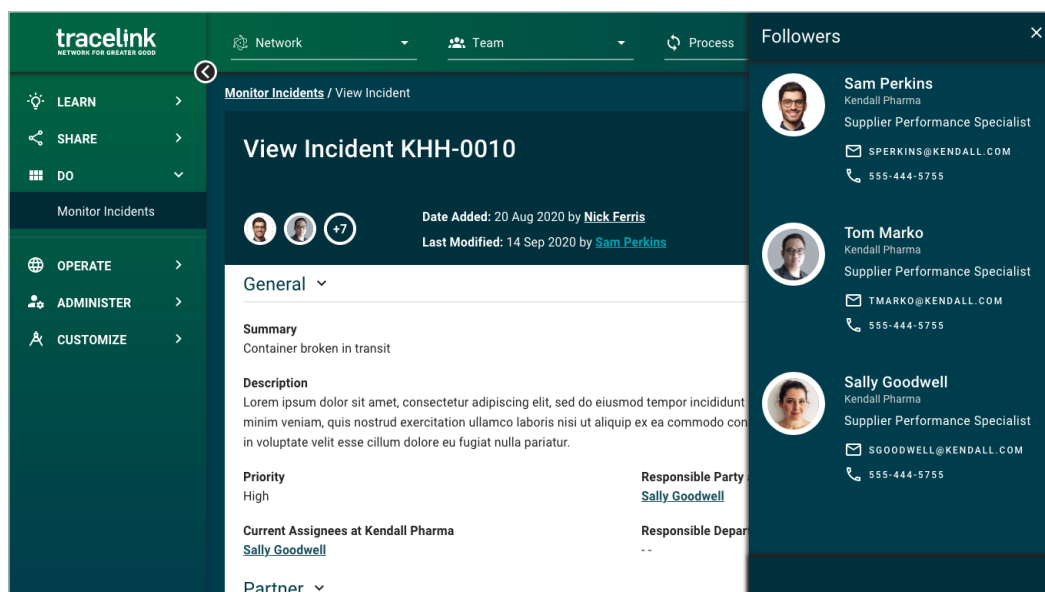 tracelink
NETWORK FOR GREATER GOOD
Network
Team
Process
LEARN
SHARE
DO
Monitor Incidents
OPERATE
ADMINISTER
CUSTOMIZE
Monitor Incidents / View Incident
View Incident KHH-0010
+7
Date Added: 20 Aug 2020 by Nick Ferris
Last Modified: 14 Sep 2020 by Sam Perkins
General
Summary
Container broken in transit
Description
Lorem ipsum dolor sit amet, consectetur adipiscing elit, sed do eiusmod tempor incididunt
minim veniam, quis nostrud exercitation ullamco laboris nisi ut aliquip ex ea commodo con
in voluptate velit esse cillum dolore eu fugiat nulla pariatur.
Priority
High
Responsible Party
Sally Goodwell
Current Assignees at Kendall Pharma
Sally Goodwell
Responsible Depar
--
Partner
Followers
Sam Perkins
Kendall Pharma
Supplier Performance Specialist
SPERKINS@KENDALL.COM
555-444-5755
Tom Marko
Kendall Pharma
Supplier Performance Specialist
TMARKO@KENDALL.COM
555-444-5755
Sally Goodwell
Kendall Pharma
Supplier Performance Specialist
SGOODWELL@KENDALL.COM
555-444-5755